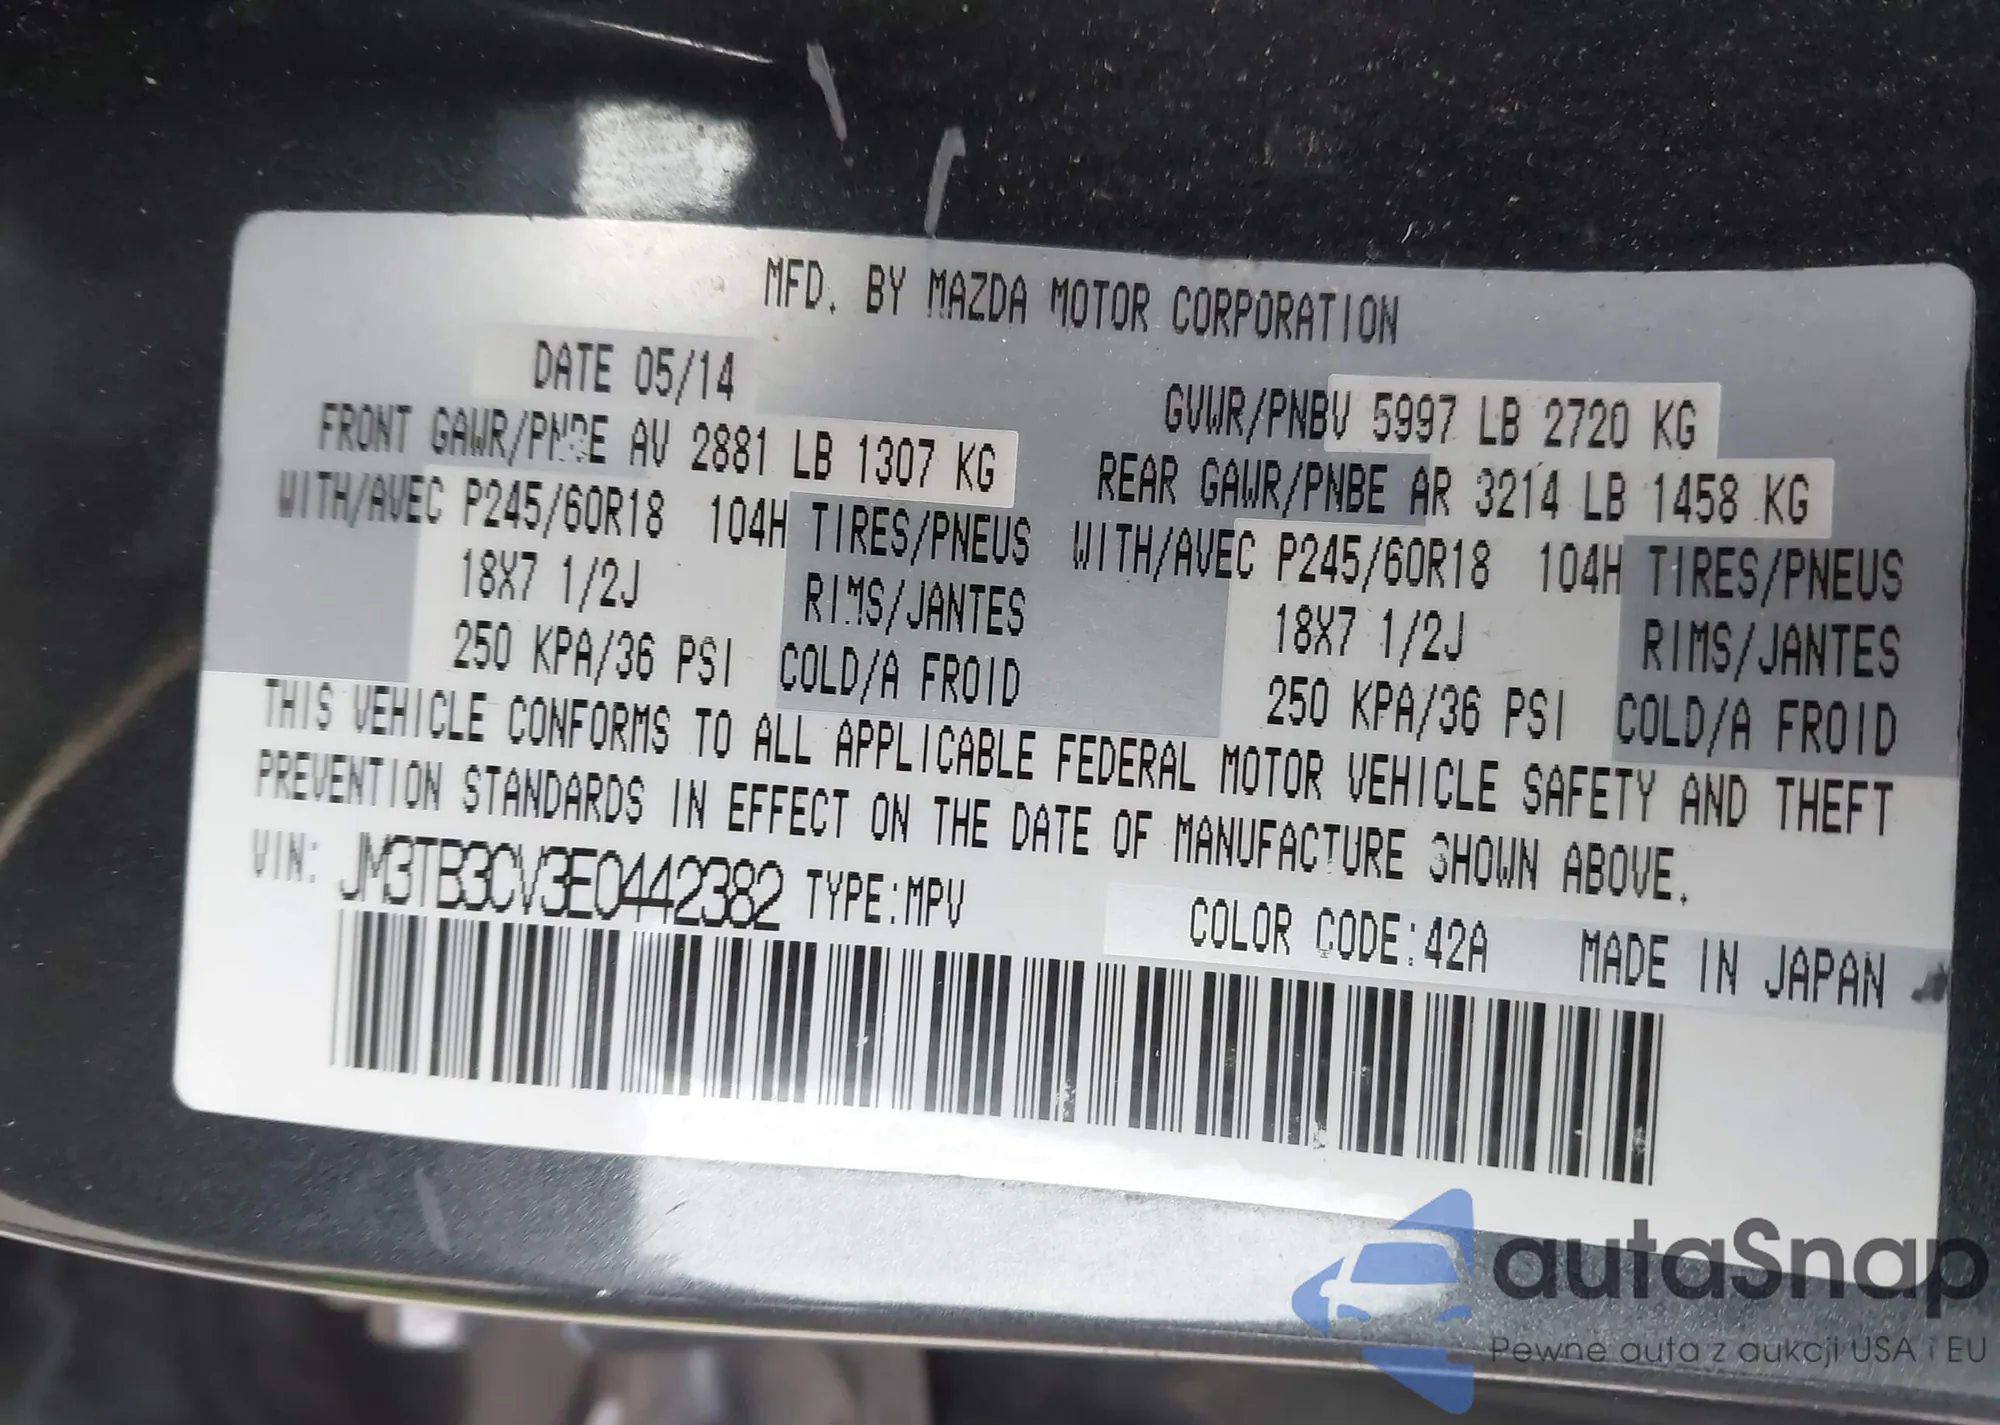 MFD. BY MAZDA MOTOR CORPORATION
DATE 05/14
GVWR/PNBV 5997 LB 2720 KG
FRONT GAWR/PNBE AV 2881 LB 1307 KG
REAR GAWR/PNBE AR 3214 LB 1458 KG
WITH/AVEC P245/60R18 104H TIRES/PNEUS
WITH/AVEC P245/60R18 104H TIRES/PNEUS
18X7 1/2J RIMS/JANTES
18X7 1/2J RIMS/JANTES
250 KPA/36 PSI COLD/A FROID
250 KPA/36 PSI COLD/A FROID
THIS VEHICLE CONFORMS TO ALL APPLICABLE FEDERAL MOTOR VEHICLE SAFETY AND THEFT
PREVENTION STANDARDS IN EFFECT ON THE DATE OF MANUFACTURE SHOWN ABOVE.
VIN: JM3TB3CV3E0442382 TYPE:MPV
COLOR CODE:42A MADE IN JAPAN
autaSnap
Pewne auta z aukcji USA i EU